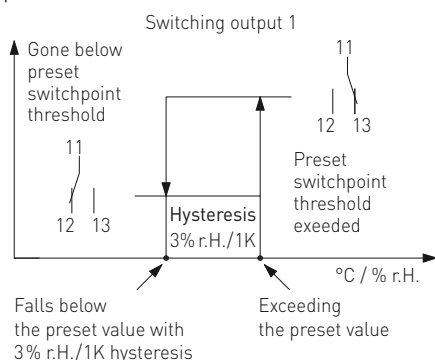 Switching output 1
Gone below
preset
switchpoint
threshold
11
12 13
11
12 13
Preset
switchpoint
threshold
exeeded
Hysteresis
3% r.H./1K
°C / % r.H.
Falls below
the preset value with
3% r.H./1K hysteresis
Exceeding
the preset value